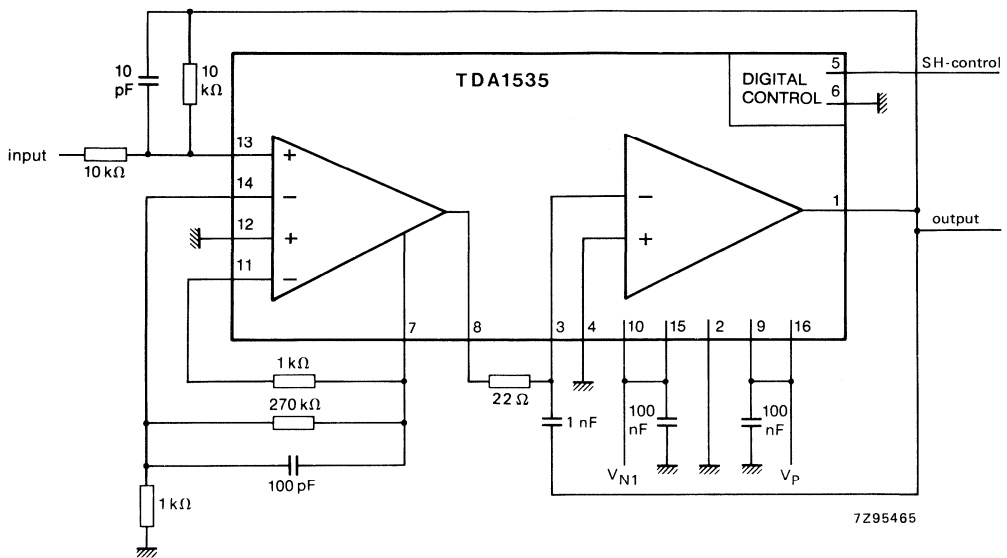 10
pF
10
kΩ
TDA1535
DIGITAL
CONTROL
5
6
SH-control
input
10 kΩ
13
+
14
−
12
+
11
−
−
+
1
output
7
8
3
4
10
15
2
9
16
1 kΩ
270 kΩ
100 pF
1 kΩ
22 Ω
1 nF
100
nF
100
nF
VN1
VP
7Z95465